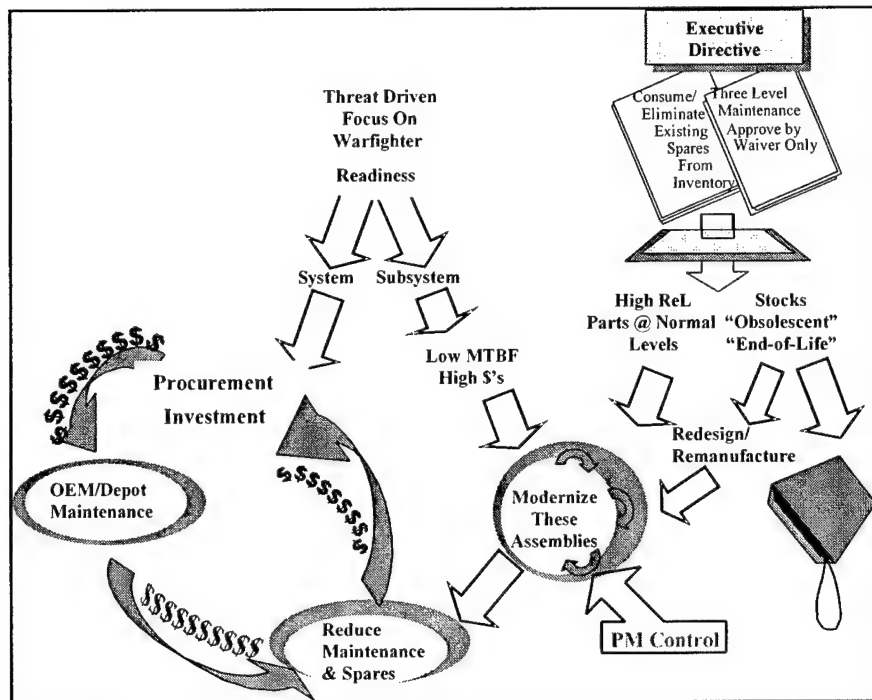 Executive
Directive
Consume/
Eliminate
Existing
Spares
From
Inventory
Three Level
Maintenance
Approve by
Waiver Only
Threat Driven
Focus On
Warfighter
Readiness
System
Subsystem
High ReL
Parts @ Normal
Levels
Stocks
“Obsolescent”
“End-of-Life”
Low MTBF
High $'s
$$$$$$$$$$
Procurement
Investment
Redesign/
Remanufacture
OEM/Depot
Maintenance
$$$$$$$$$
Modernize
These
Assemblies
$$$$$$$$$$
Reduce
Maintenance
& Spares
PM Control